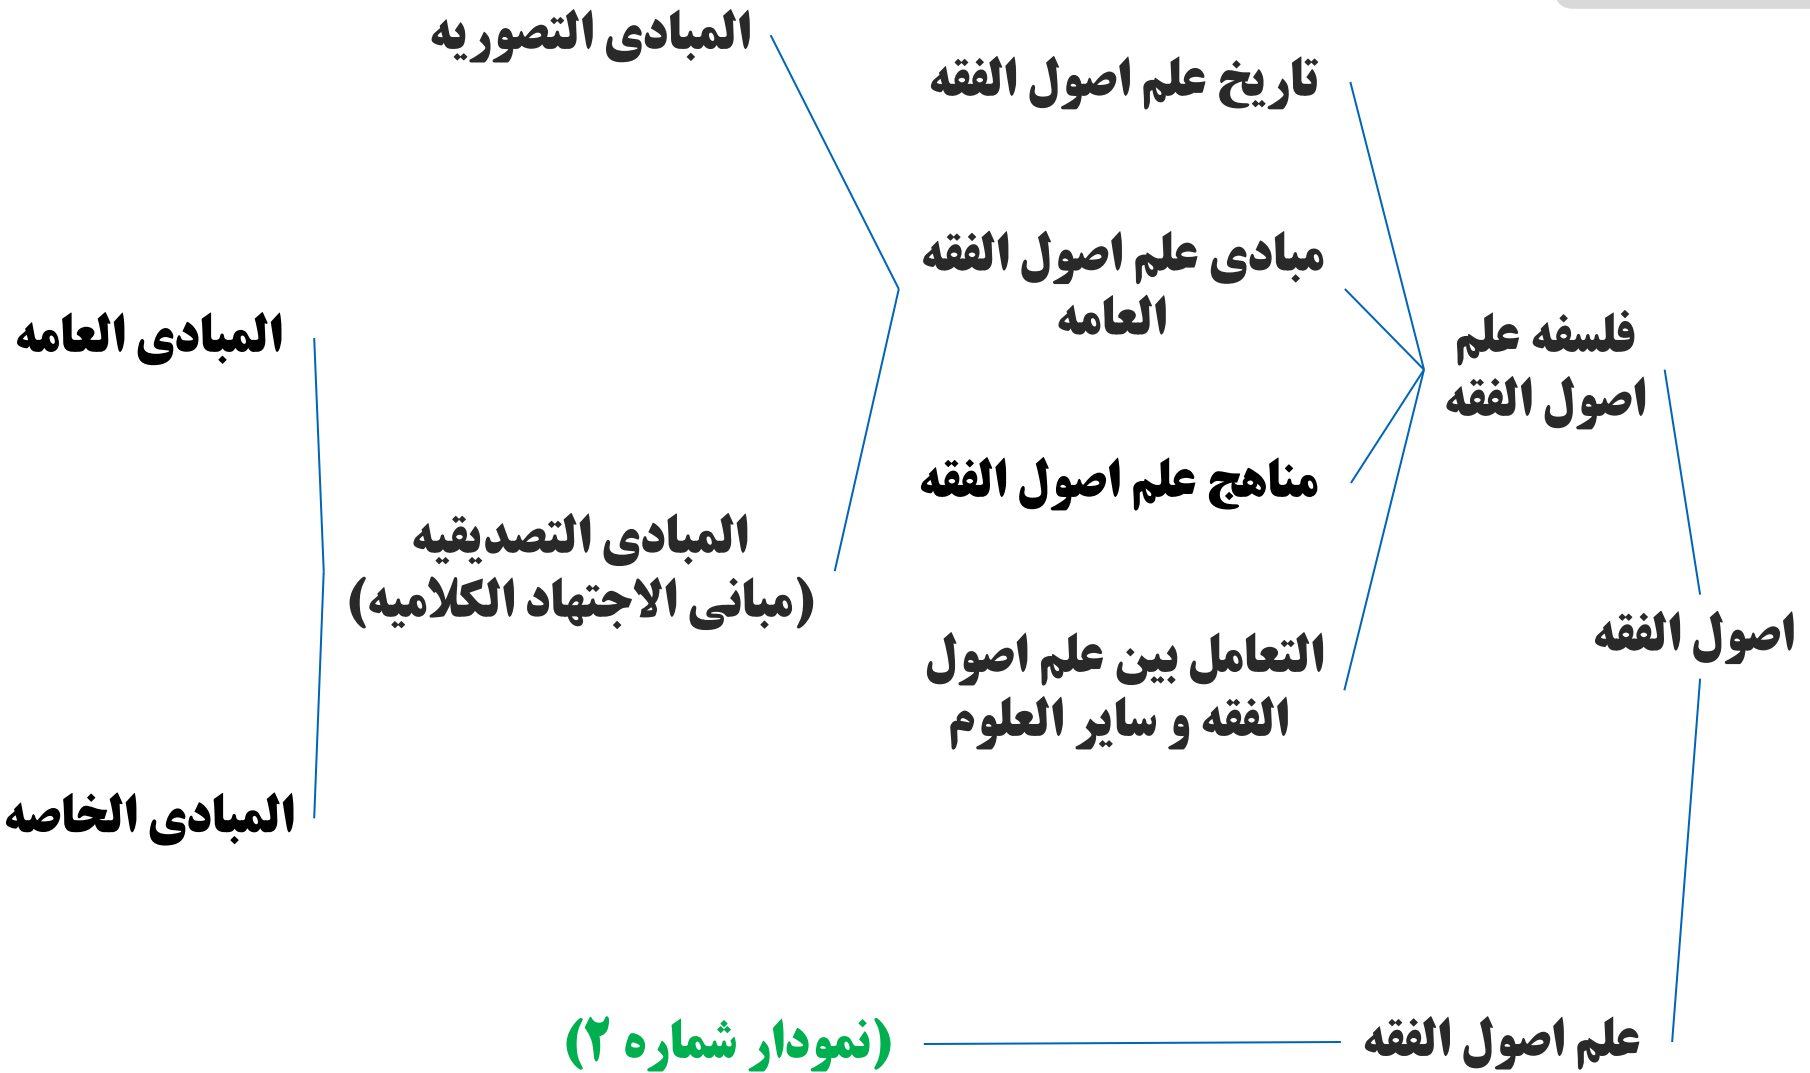 اصول الفقه
فلسفه علم
اصول الفقه
تاریخ علم اصول الفقه
مبادی علم اصول الفقه
العامه
المبادی التصوریه
المبادی التصدیقیه
(مبانی الاجتهاد الکلامیه)
المبادی العامه
المبادی الخاصه
مناهج علم اصول الفقه
التعامل بین علم اصول
الفقه و سایر العلوم
علم اصول الفقه
(نمودار شماره ۲)